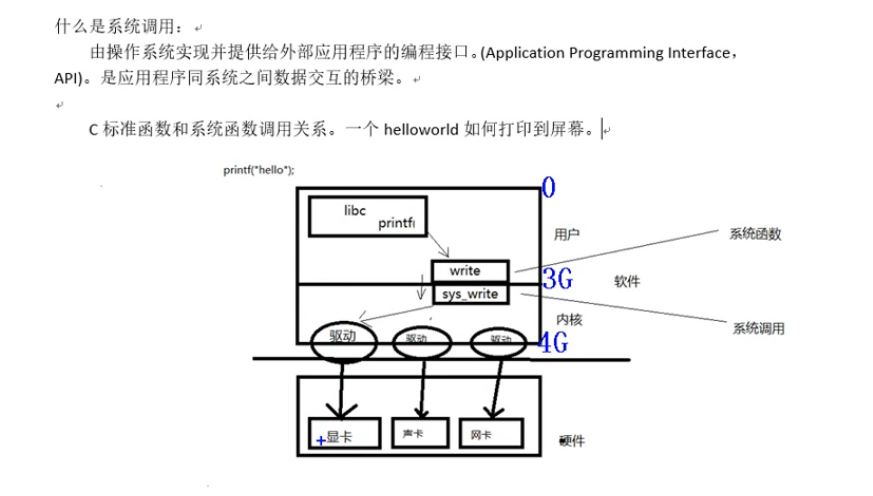 什么是系统调用：
由操作系统实现并提供给外部应用程序的编程接口。(Application Programming Interface，
API)。是应用程序同系统之间数据交互的桥梁。
C 标准函数和系统函数调用关系。一个 helloworld 如何打印到屏幕。
printf("hello");
0
libc
printf
用户
系统函数
write
3G
软件
sys_write
内核
系统调用
驱动
驱动
驱动
4G
显卡
声卡
网卡
硬件